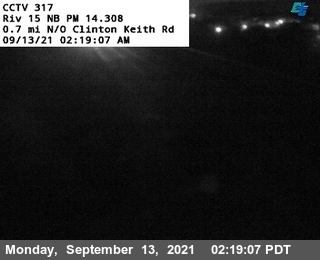 CCTV 317
Riv 15 NB PM 14.308
0.7 mi N/O Clinton Keith Rd
09/13/21 02:19:07 AM
Monday, September 13, 2021 02:19:07 PDT